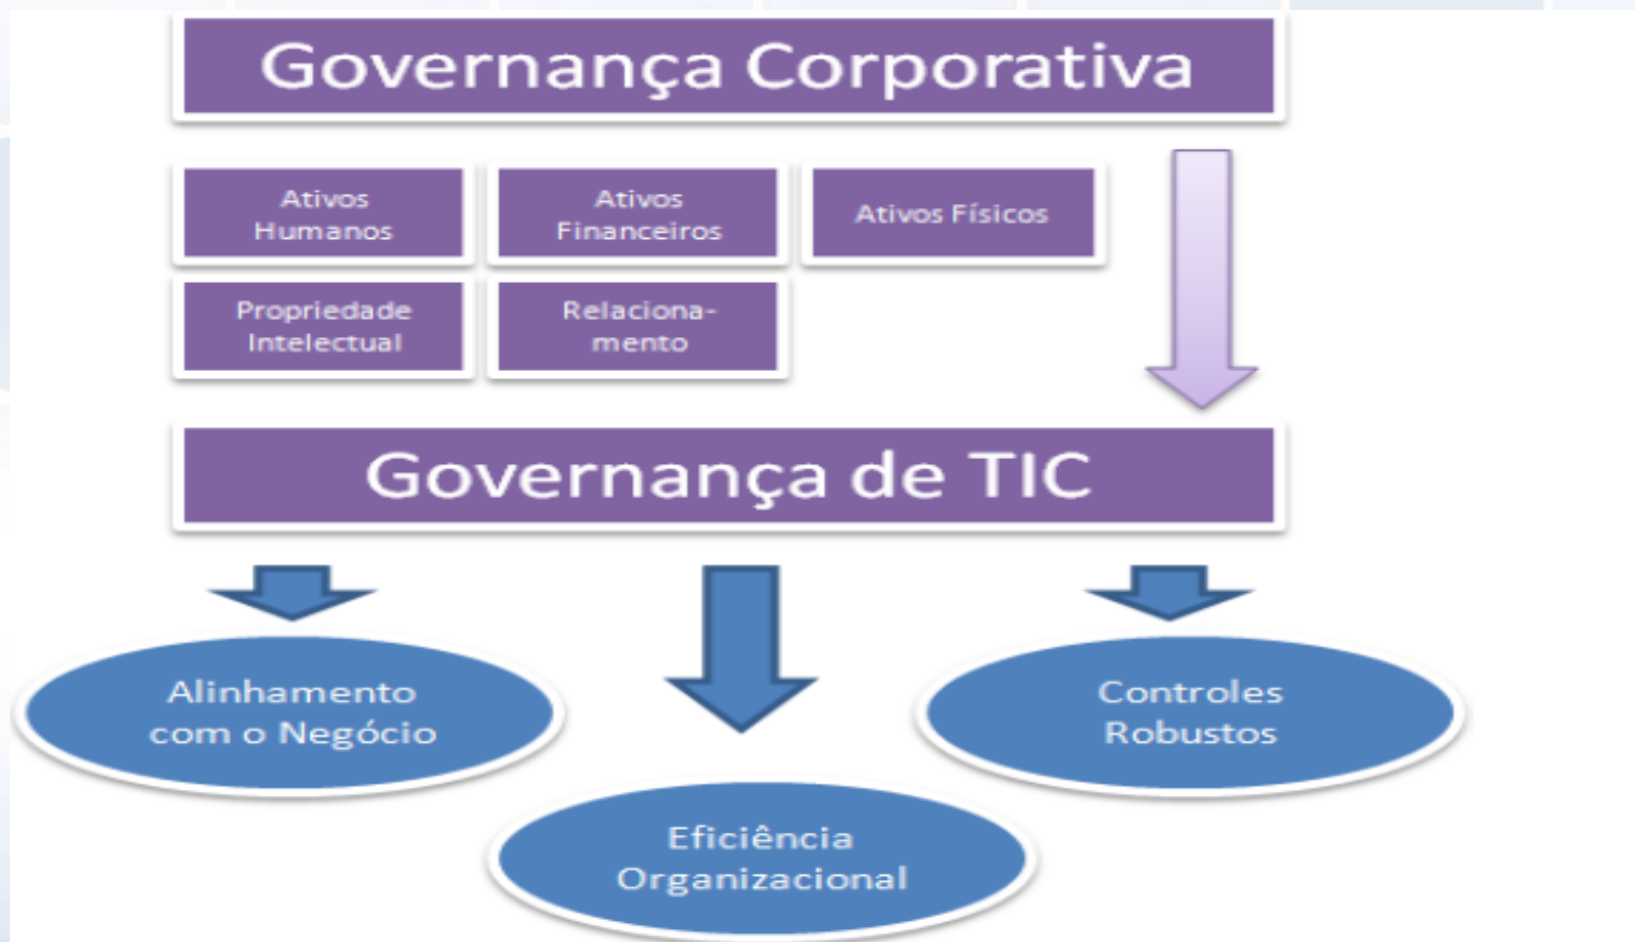 Governança Corporativa
Ativos
Humanos
Ativos
Financeiros
Ativos Físicos
Propriedade
Intelectual
Relaciona-
mento
Governança de TIC
Alinhamento
com o Negócio
Controles
Robustos
Eficiência
Organizacional